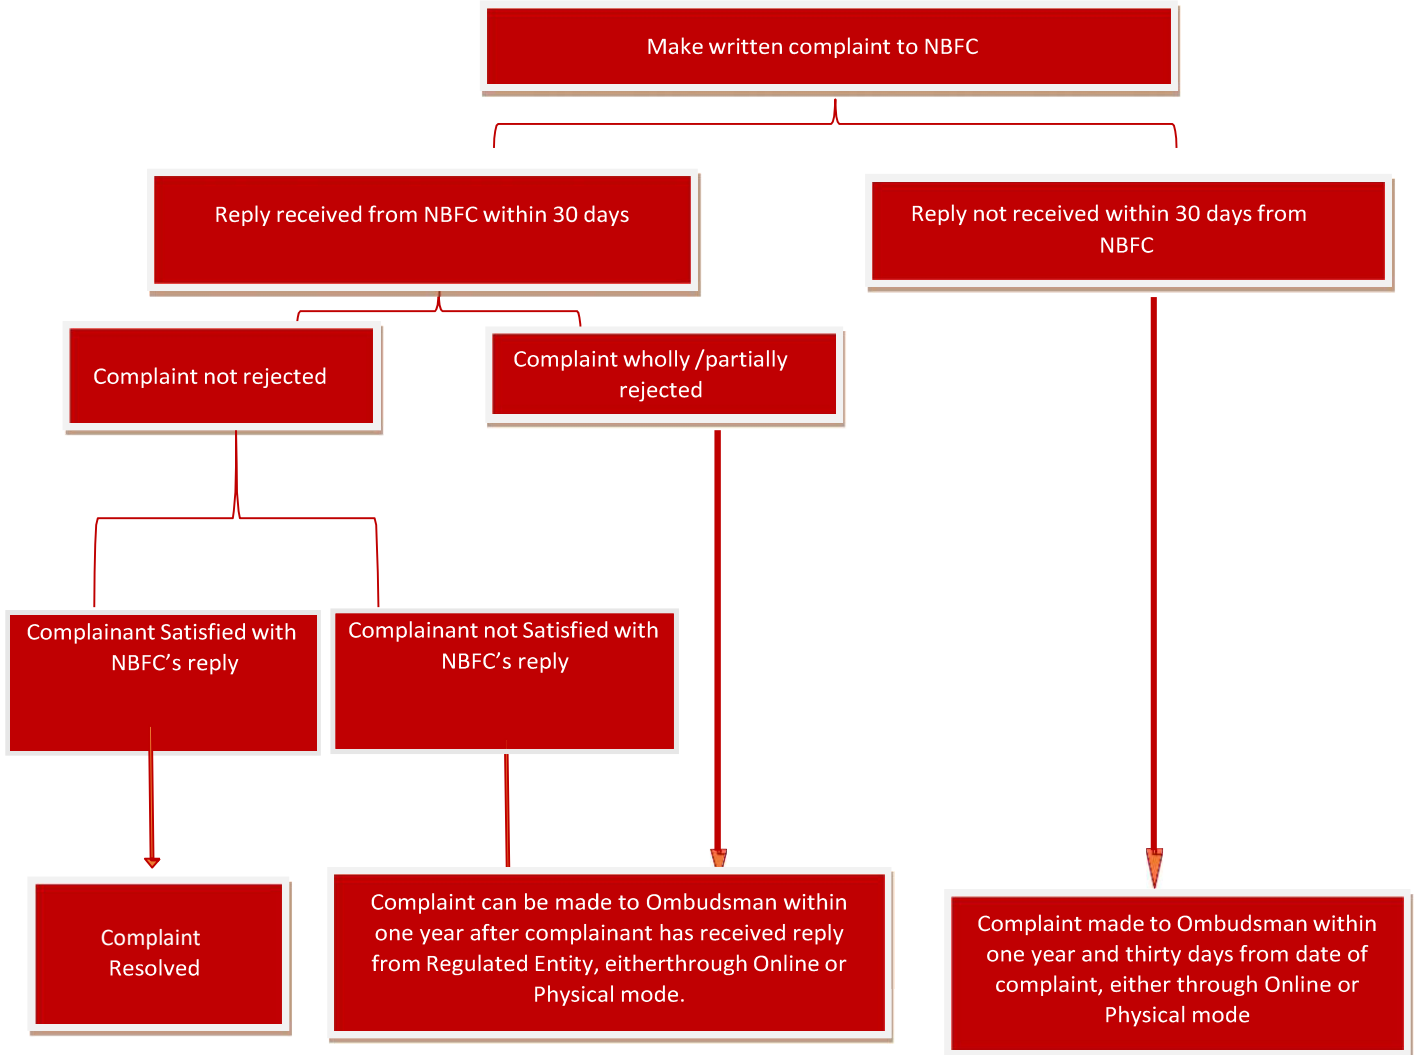 Make written complaint to NBFC
Reply received from NBFC within 30 days
Reply not received within 30 days from
NBFC
Complaint not rejected
Complaint wholly /partially
rejected
Complainant Satisfied with
NBFC’s reply
Complainant not Satisfied with
NBFC’s reply
Complaint
Resolved
Complaint can be made to Ombudsman within
one year after complainant has received reply
from Regulated Entity, eitherthrough Online or
Physical mode.
Complaint made to Ombudsman within
one year and thirty days from date of
complaint, either through Online or
Physical mode